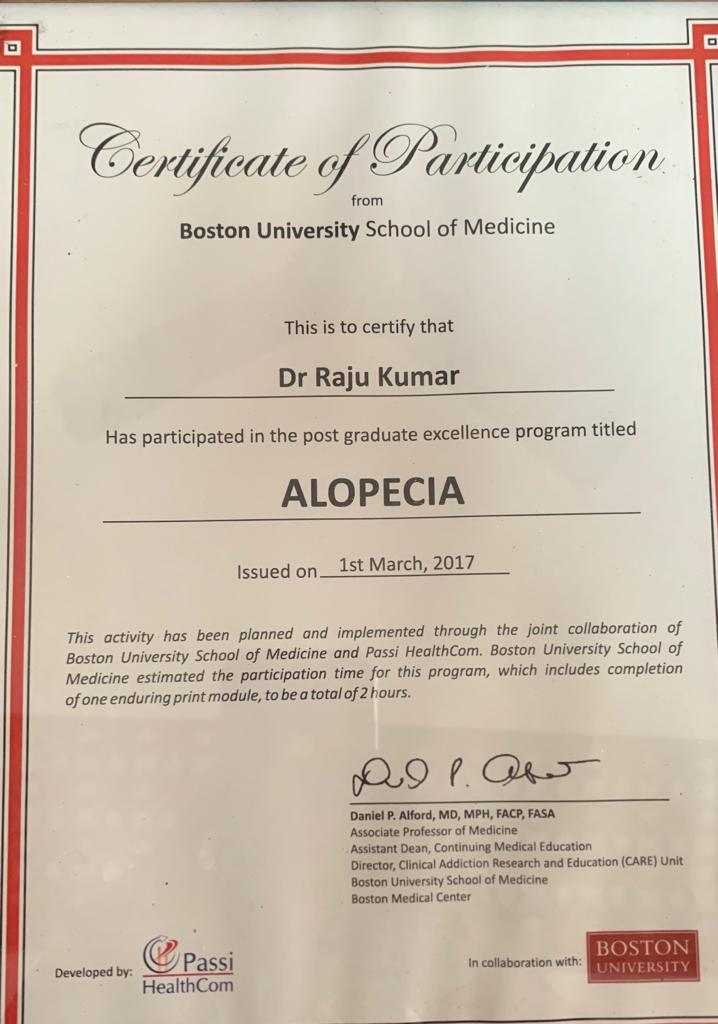 Certificate of Participation
from
Boston University School of Medicine
This is to certify that
Dr Raju Kumar
Has participated in the post graduate excellence program titled
ALOPECIA
Issued on 1st March, 2017
This activity has been planned and implemented through the joint collaboration of
Boston University School of Medicine and Passi HealthCom. Boston University School of
Medicine estimated the participation time for this program, which includes completion
of one enduring print module, to be a total of 2 hours.
Daniel P. Alford, MD, MPH, FACP, FASA
Associate Professor of Medicine
Assistant Dean, Continuing Medical Education
Director, Clinical Addiction Research and Education (CARE) Unit
Boston University School of Medicine
Boston Medical Center
Developed by:
Passi
HealthCom
In collaboration with:
BOSTON
UNIVERSITY